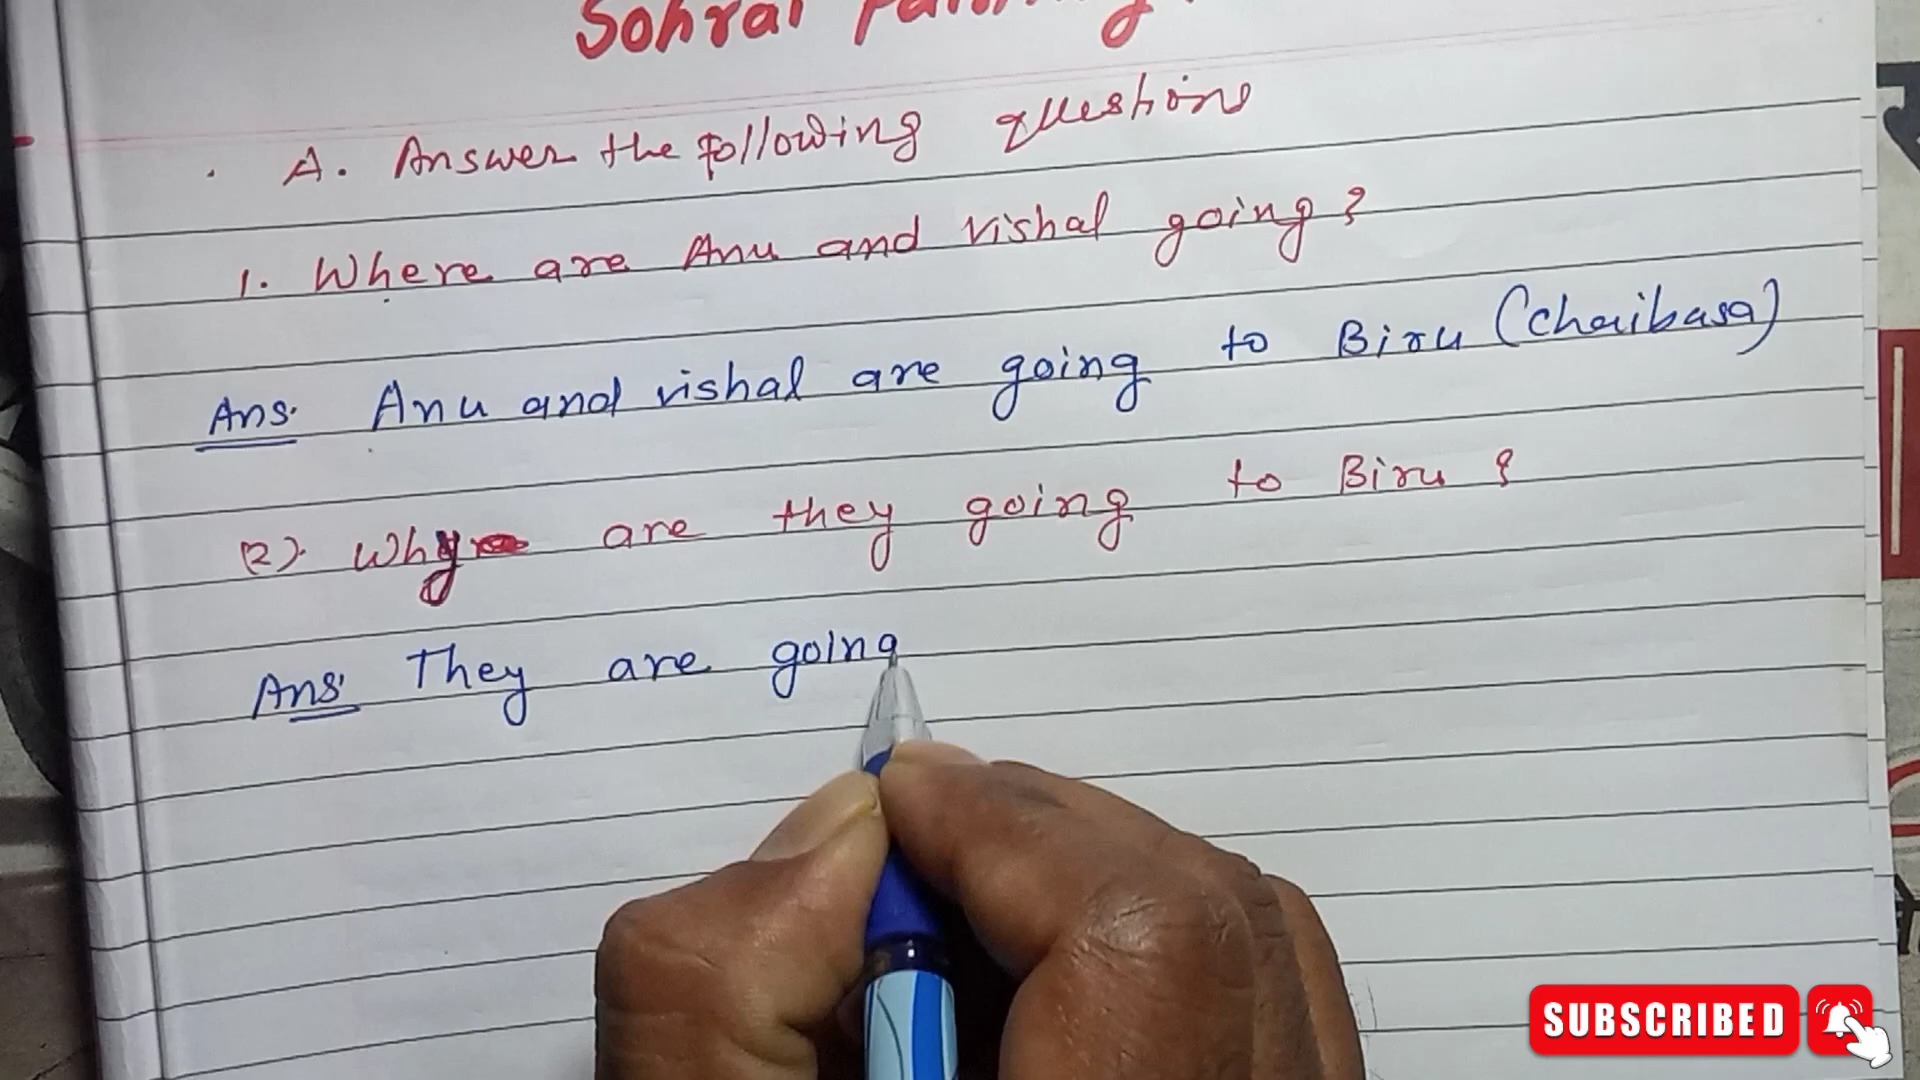 Sohrai
A. Answer the following questions
1. Where are Anu and vishal going?
Ans. Anu and vishal are going to Biru (chaibasa)
(2). Why are they going to Biru ?
Ans. They are going
SUBSCRIBED